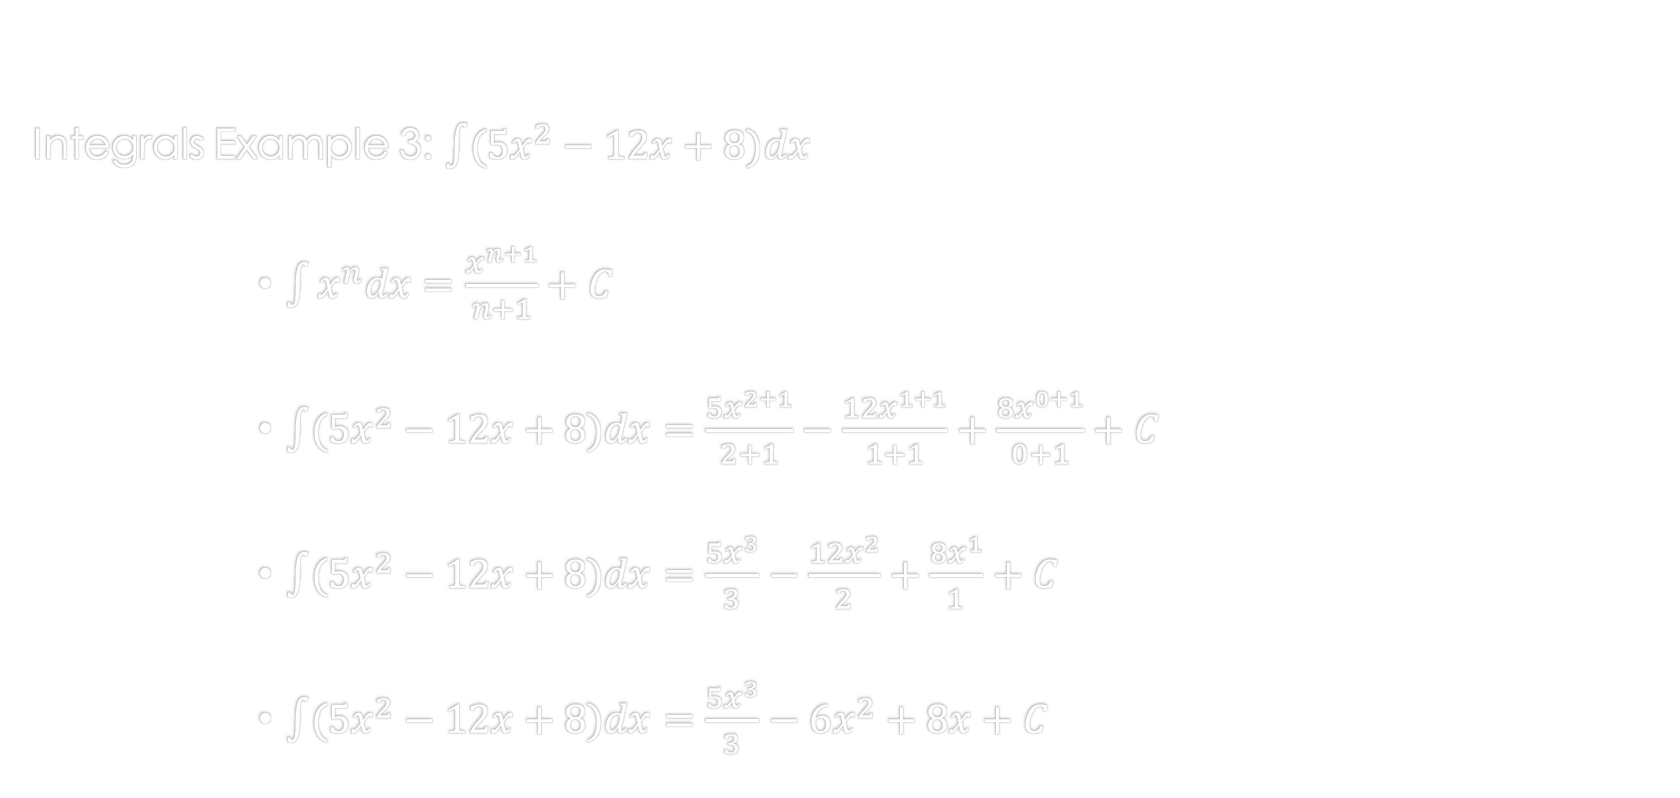 Integrals Example 3: ∫(5x² − 12x + 8)dx
• ∫ xⁿdx = xⁿ⁺¹/n+1 + C
• ∫(5x² − 12x + 8)dx = 5x²⁺¹/2+1 − 12x¹⁺¹/1+1 + 8x⁰⁺¹/0+1 + C
• ∫(5x² − 12x + 8)dx = 5x³/3 − 12x²/2 + 8x¹/1 + C
• ∫(5x² − 12x + 8)dx = 5x³/3 − 6x² + 8x + C